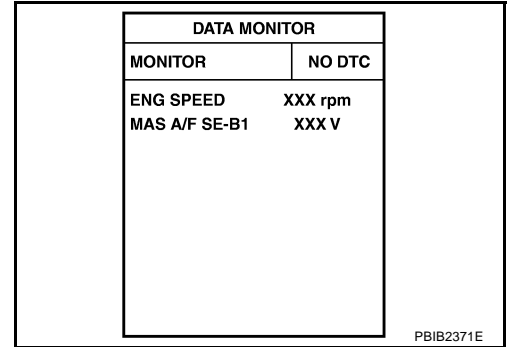 DATA MONITOR
MONITOR NO DTC
ENG SPEED XXX rpm
MAS A/F SE-B1 XXX V
PBIB2371E